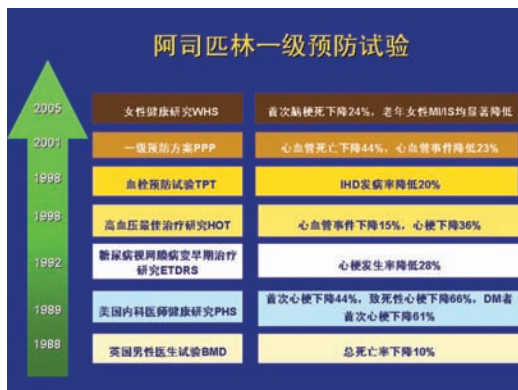 阿司匹林一级预防试验
2005
女性健康研究WHS
首次脑梗死下降24%，老年女性MI/IS均显著降低
2001
一级预防方案PPP
心血管死亡下降44%，心血管事件降低23%
1998
血栓预防试验TPT
IHD发病率降低20%
1998
高血压最佳治疗研究HOT
心血管事件下降15%，心梗下降36%
1992
糖尿病视网膜病变早期治疗
研究ETDRS
心梗发生率降低28%
1989
美国内科医师健康研究PHS
首次心梗下降44%，致死性心梗下降66%，DM者
首次心梗下降61%
1988
英国男性医生试验BMD
总死亡率下降10%